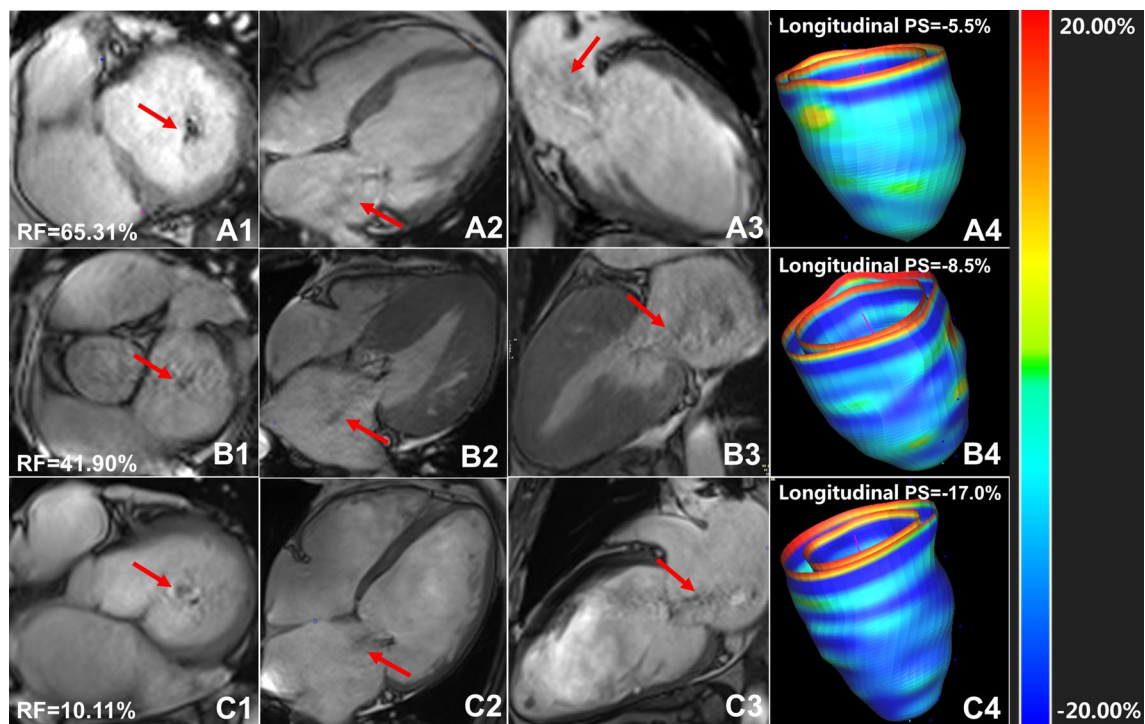 Longitudinal PS=-5.5%
20.00%
RF=65.31%
A1
A2
A3
A4
Longitudinal PS=-8.5%
RF=41.90%
B1
B2
B3
B4
Longitudinal PS=-17.0%
RF=10.11%
C1
C2
C3
C4
-20.00%